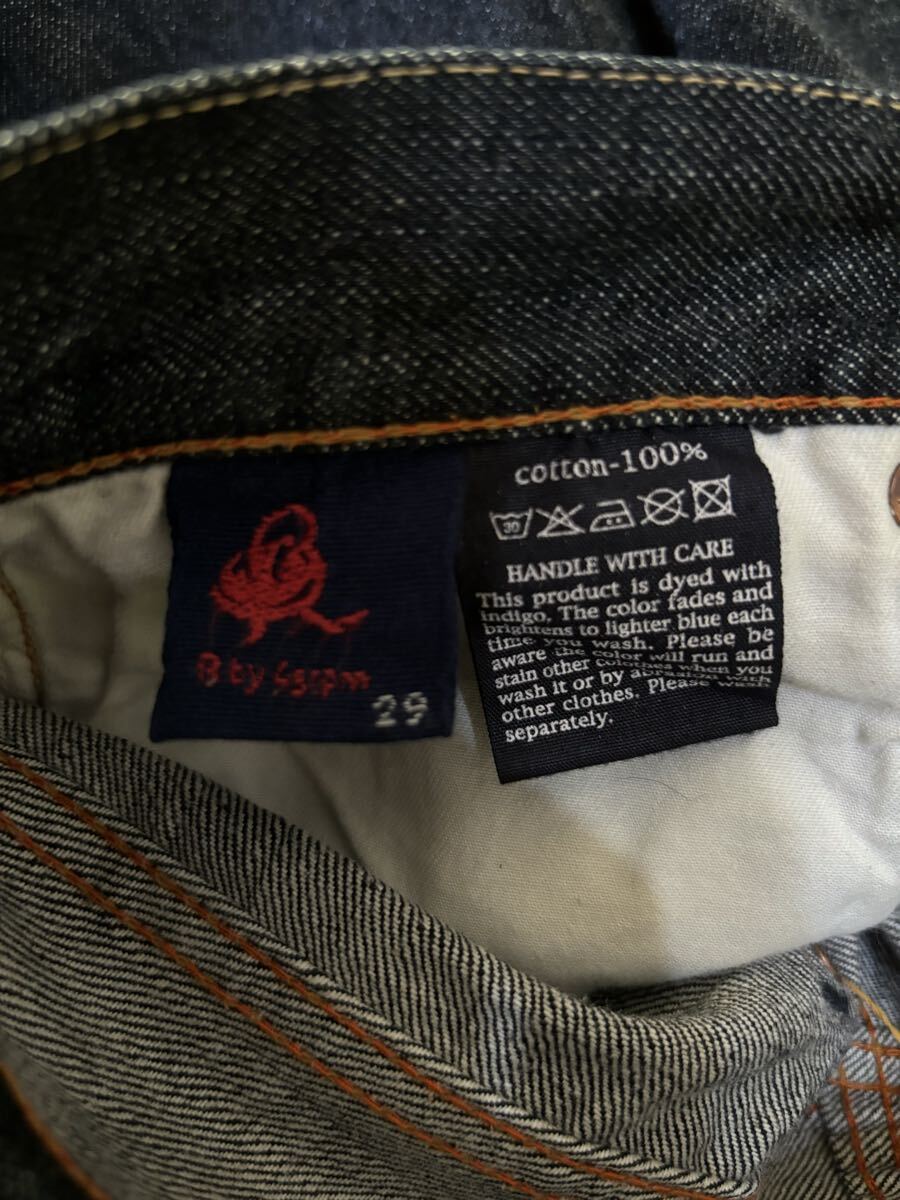 B by
29
cotton-100%
30
HANDLE WITH CARE
This product is dyed with
indigo, The color fades and
brightens to lighter blue each
time you wash. Please be
aware the color will run and
stain other clothes when you
wash it or by abrasion with
other clothes. Please wash
separately.